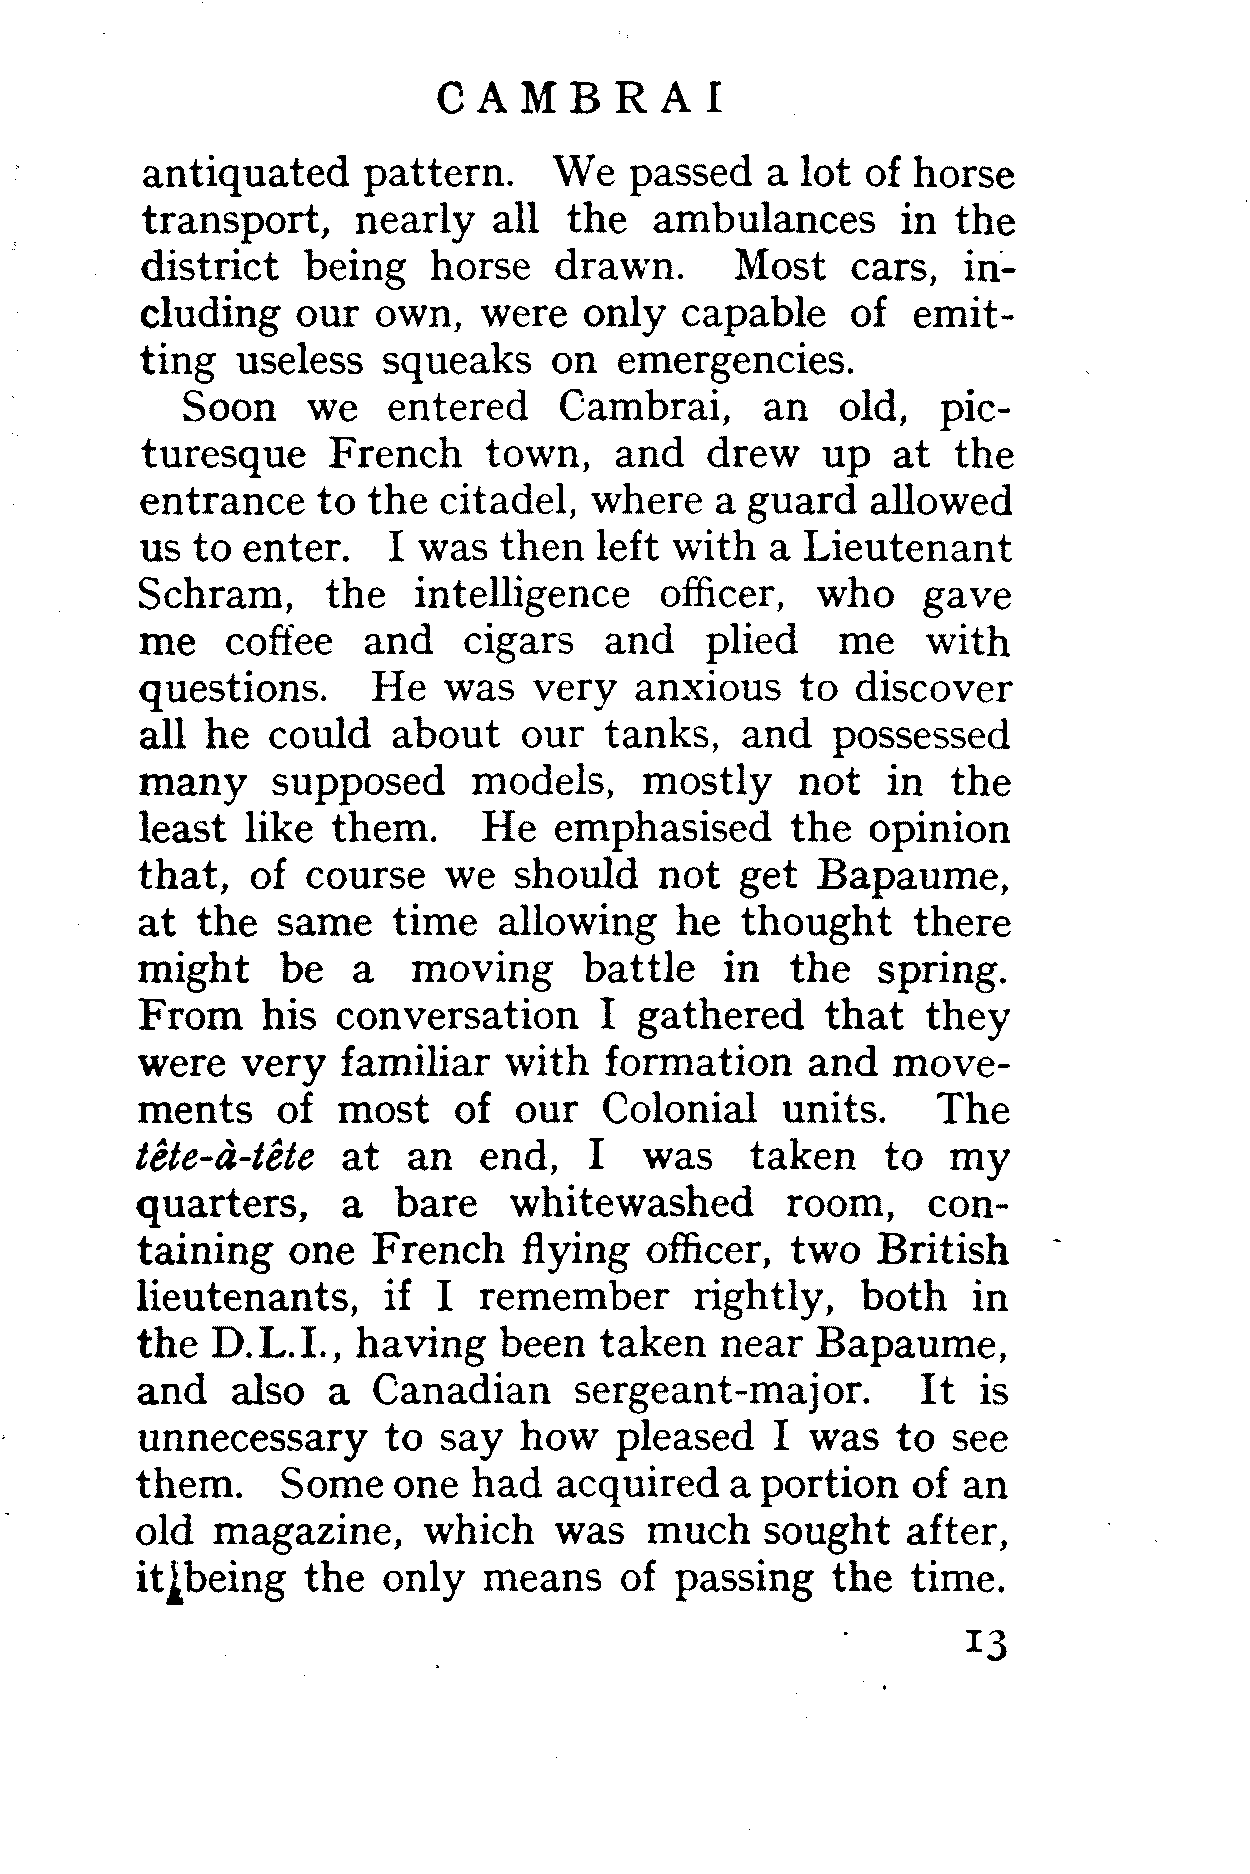 CAMBRAI
antiquated pattern. We passed a lot of horse
transport, nearly all the ambulances in the
district being horse drawn. Most cars, in-
cluding our own, were only capable of emit-
ting useless squeaks on emergencies.
Soon we entered Cambrai, an old, pic-
turesque French town, and drew up at the
entrance to the citadel, where a guard allowed
us to enter. I was then left with a Lieutenant
Schram, the intelligence officer, who gave
me coffee and cigars and plied me with
questions. He was very anxious to discover
all he could about our tanks, and possessed
many supposed models, mostly not in the
least like them. He emphasised the opinion
that, of course we should not get Bapaume,
at the same time allowing he thought there
might be a moving battle in the spring.
From his conversation I gathered that they
were very familiar with formation and move-
ments of most of our Colonial units. The
tête-à-tête at an end, I was taken to my
quarters, a bare whitewashed room, con-
taining one French flying officer, two British
lieutenants, if I remember rightly, both in
the D.L.I., having been taken near Bapaume,
and also a Canadian sergeant-major. It is
unnecessary to say how pleased I was to see
them. Some one had acquired a portion of an
old magazine, which was much sought after,
it being the only means of passing the time.
13